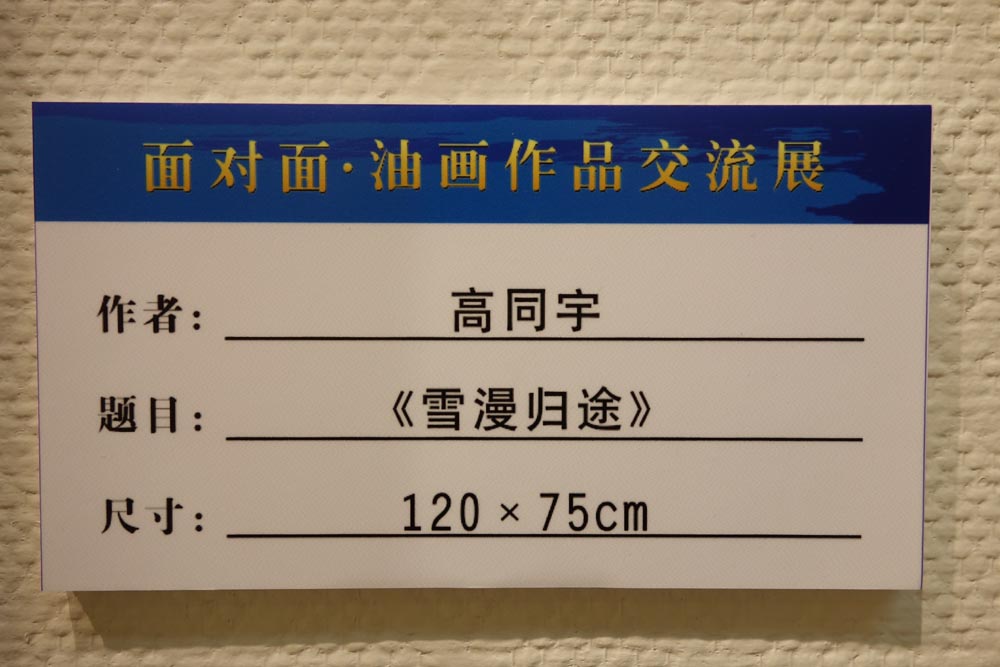 面对面·油画作品交流展
作者：高同宇
题目：《雪漫归途》
尺寸：120×75cm